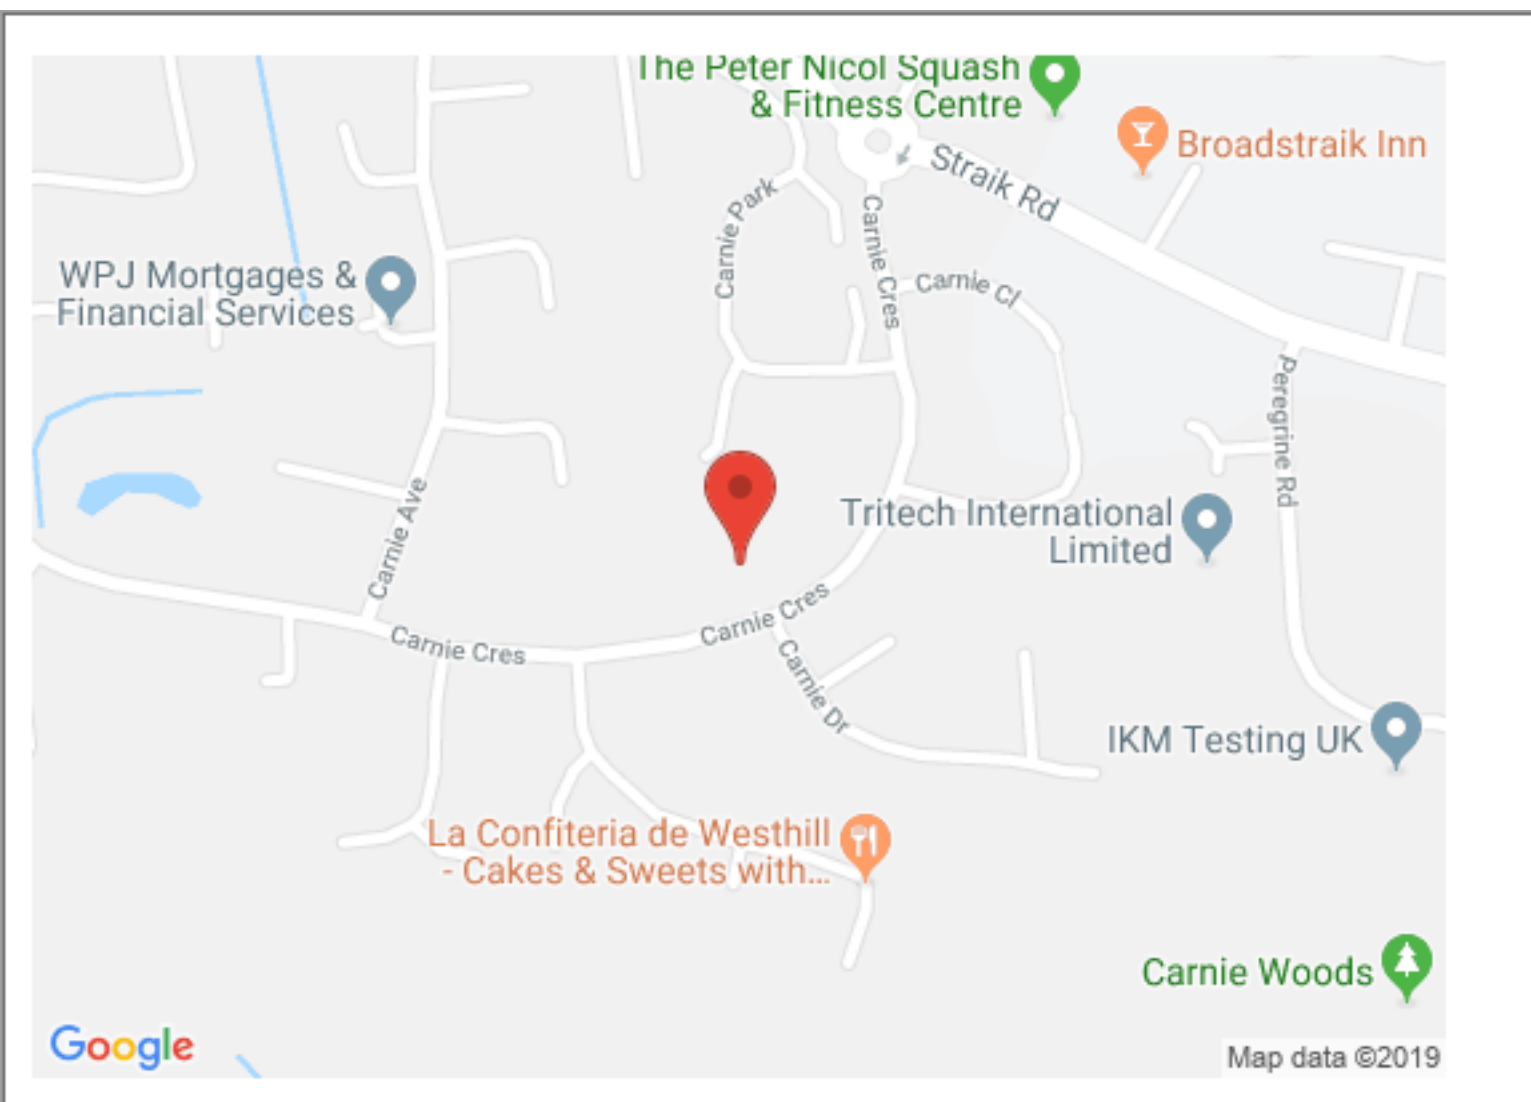 The Peter Nicol Squash
& Fitness Centre
Broadstraik Inn
Straik Rd
Carnie Park
Carnie Cres
Carnie Cl
WPJ Mortgages &
Financial Services
Peregrine Rd
Carnie Ave
Tritech International
Limited
Carnie Cres
Carnie Cres
Carnie Dr
IKM Testing UK
La Confiteria de Westhill
- Cakes & Sweets with...
Carnie Woods
Google
Map data ©2019